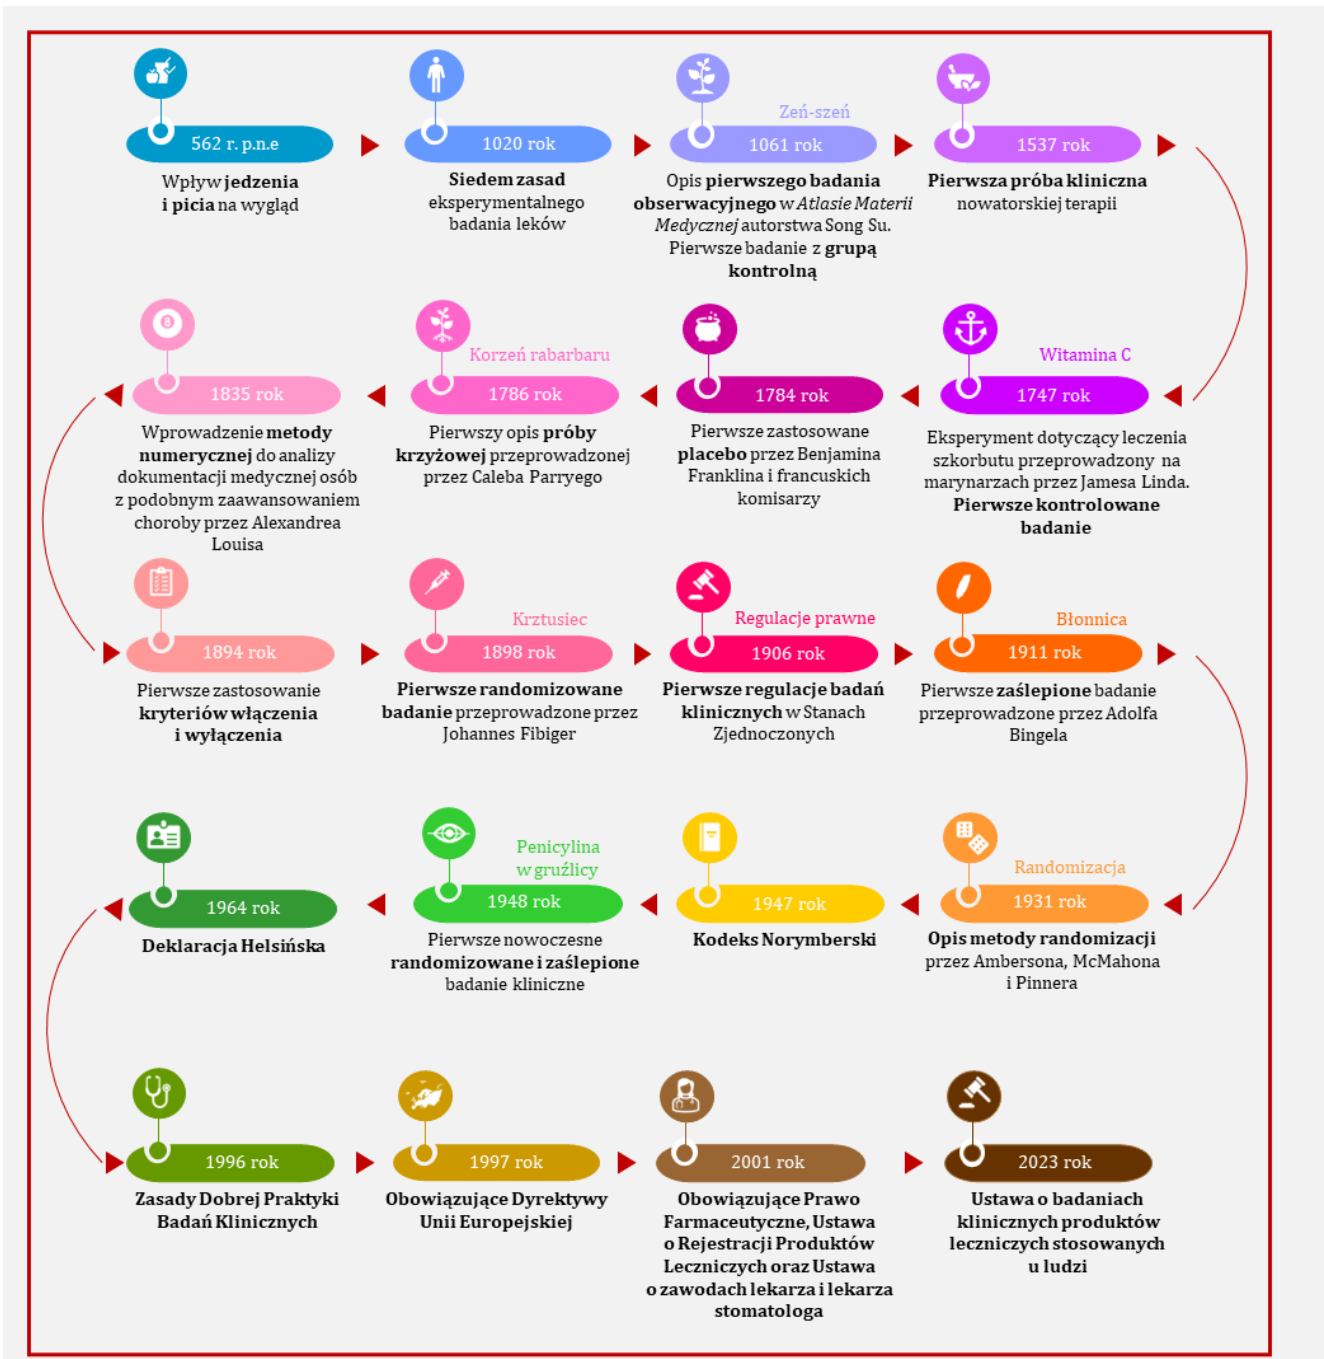 562 r. p.n.e
Wpływ jedzenia
i picia na wygląd
1020 rok
Siedem zasad
eksperymentalnego
badania leków
Żeń-szeń
1061 rok
Opis pierwszego badania
obserwacyjnego w Atlasie Materii
Medycznej autorstwa Song Su.
Pierwsze badanie z grupą
kontrolną
1537 rok
Pierwsza próba kliniczna
nowatorskiej terapii
Witamina C
1747 rok
Eksperyment dotyczący leczenia
szkorbutu przeprowadzony na
marynarzach przez Jamesa Linda.
Pierwsze kontrolowane
badanie
1784 rok
Pierwsze zastosowane
placebo przez Benjamina
Franklina i francuskich
komisarzy
Korzeń rabarbaru
1786 rok
Pierwszy opis próby
krzyżowej przeprowadzonej
przez Caleba Parryego
8
1835 rok
Wprowadzenie metody
numerycznej do analizy
dokumentacji medycznej osób
z podobnym zaawansowaniem
choroby przez Alexandrea
Louisa
1894 rok
Pierwsze zastosowanie
kryteriów włączenia
i wyłączenia
Krztusiec
1898 rok
Pierwsze randomizowane
badanie przeprowadzone przez
Johannes Fibiger
Regulacje prawne
1906 rok
Pierwsze regulacje badań
klinicznych w Stanach
Zjednoczonych
Błonnica
1911 rok
Pierwsze zaślepione badanie
przeprowadzone przez Adolfa
Bingela
Randomizacja
1931 rok
Opis metody randomizacji
przez Ambersona, McMahona
i Pinnera
1947 rok
Kodeks Norymberski
Penicylina
w gruźlicy
1948 rok
Pierwsze nowoczesne
randomizowane i zaślepione
badanie kliniczne
1964 rok
Deklaracja Helsińska
1996 rok
Zasady Dobrej Praktyki
Badań Klinicznych
1997 rok
Obowiązujące Dyrektywy
Unii Europejskiej
2001 rok
Obowiązujące Prawo
Farmaceutyczne, Ustawa
o Rejestracji Produktów
Leczniczych oraz Ustawa
o zawodach lekarza i lekarza
stomatologa
2023 rok
Ustawa o badaniach
klinicznych produktów
leczniczych stosowanych
u ludzi